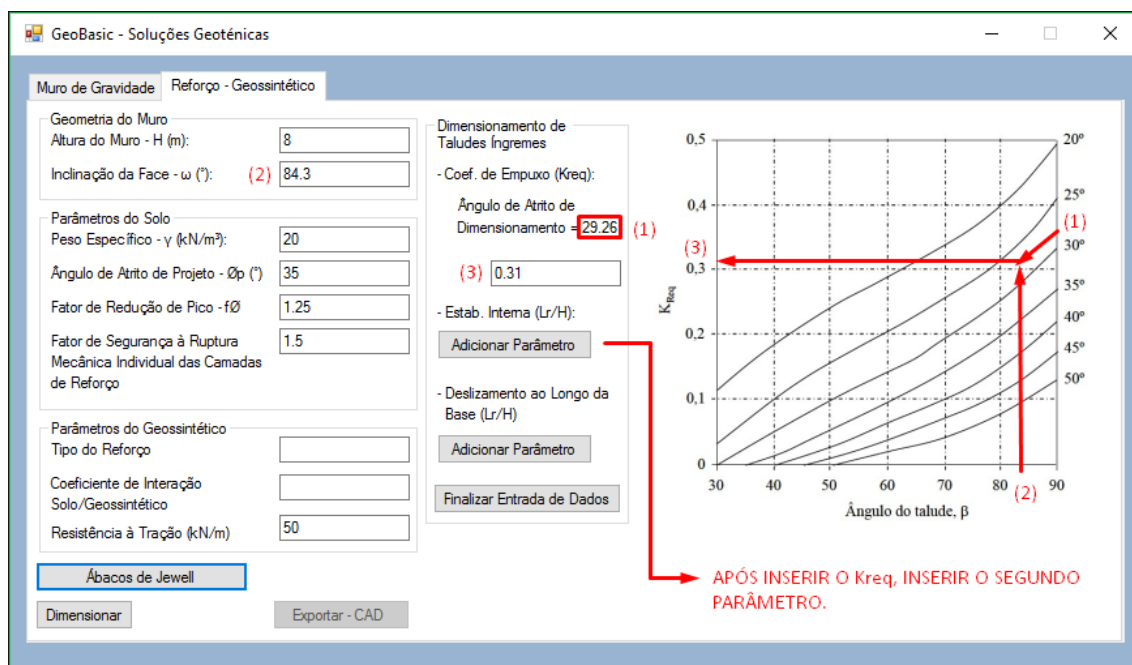 GeoBasic - Soluções Geoténicas
Muro de Gravidade
Reforço - Geossintético
Geometria do Muro
Altura do Muro - H (m):
8
Inclinação da Face - ω (°):
(2)
84.3
Parâmetros do Solo
Peso Específico - γ (kN/m³):
20
Ângulo de Atrito de Projeto - Øp (°)
35
Fator de Redução de Pico - fØ
1.25
Fator de Segurança à Ruptura
Mecânica Individual das Camadas
de Reforço
1.5
Parâmetros do Geossintético
Tipo do Reforço
Coeficiente de Interação
Solo/Geossintético
Resistência à Tração (kN/m)
50
Ábacos de Jewell
Dimensionar
Exportar - CAD
Dimensionamento de
Taludes Íngremes
- Coef. de Empuxo (Kreq):
Ângulo de Atrito de
Dimensionamento = 29.26
(1)
(3)
0.31
- Estab. Interna (Lr/H):
Adicionar Parâmetro
- Deslizamento ao Longo da
Base (Lr/H)
Adicionar Parâmetro
Finalizar Entrada de Dados
0,5
0,4
(3)
0,3
0,2
0,1
0
K Req
20º
25º
(1)
30º
35º
40º
45º
50º
30
40
50
60
70
80
(2)
90
Ângulo do talude, β
APÓS INSERIR O Kreq, INSERIR O SEGUNDO
PARÂMETRO.